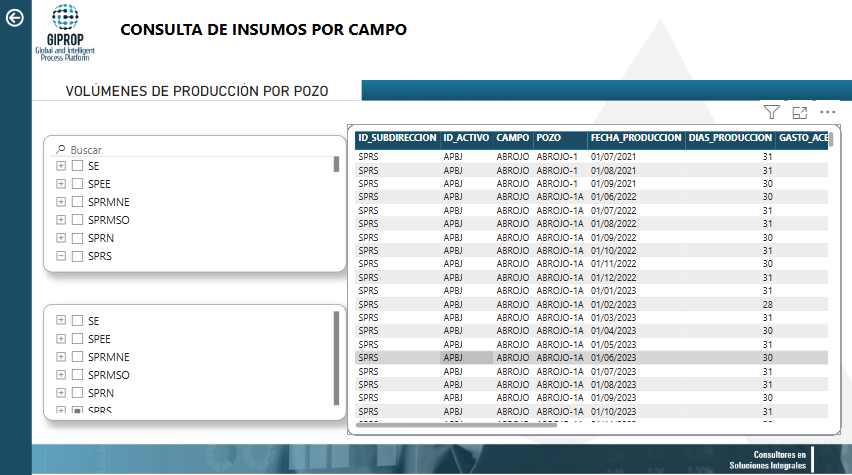 GIPROP
Global and Intelligent
Process Platform
CONSULTA DE INSUMOS POR CAMPO
VOLÚMENES DE PRODUCCIÓN POR POZO
Buscar
SE
SPEE
SPRMNE
SPRMSO
SPRN
SPRS
SE
SPEE
SPRMNE
SPRMSO
SPRN
SPRS
ID_SUBDIRECCION ID_ACTIVO CAMPO POZO FECHA_PRODUCCION DIAS_PRODUCCION GASTO_ACE
SPRS APBJ ABROJO ABROJO-1 01/07/2021 31
SPRS APBJ ABROJO ABROJO-1 01/08/2021 31
SPRS APBJ ABROJO ABROJO-1 01/09/2021 30
SPRS APBJ ABROJO ABROJO-1A 01/06/2022 30
SPRS APBJ ABROJO ABROJO-1A 01/07/2022 31
SPRS APBJ ABROJO ABROJO-1A 01/08/2022 31
SPRS APBJ ABROJO ABROJO-1A 01/09/2022 30
SPRS APBJ ABROJO ABROJO-1A 01/10/2022 31
SPRS APBJ ABROJO ABROJO-1A 01/11/2022 30
SPRS APBJ ABROJO ABROJO-1A 01/12/2022 31
SPRS APBJ ABROJO ABROJO-1A 01/01/2023 31
SPRS APBJ ABROJO ABROJO-1A 01/02/2023 28
SPRS APBJ ABROJO ABROJO-1A 01/03/2023 31
SPRS APBJ ABROJO ABROJO-1A 01/04/2023 30
SPRS APBJ ABROJO ABROJO-1A 01/05/2023 31
SPRS APBJ ABROJO ABROJO-1A 01/06/2023 30
SPRS APBJ ABROJO ABROJO-1A 01/07/2023 31
SPRS APBJ ABROJO ABROJO-1A 01/08/2023 31
SPRS APBJ ABROJO ABROJO-1A 01/09/2023 30
SPRS APBJ ABROJO ABROJO-1A 01/10/2023 31
Consultores en
Soluciones Integrales